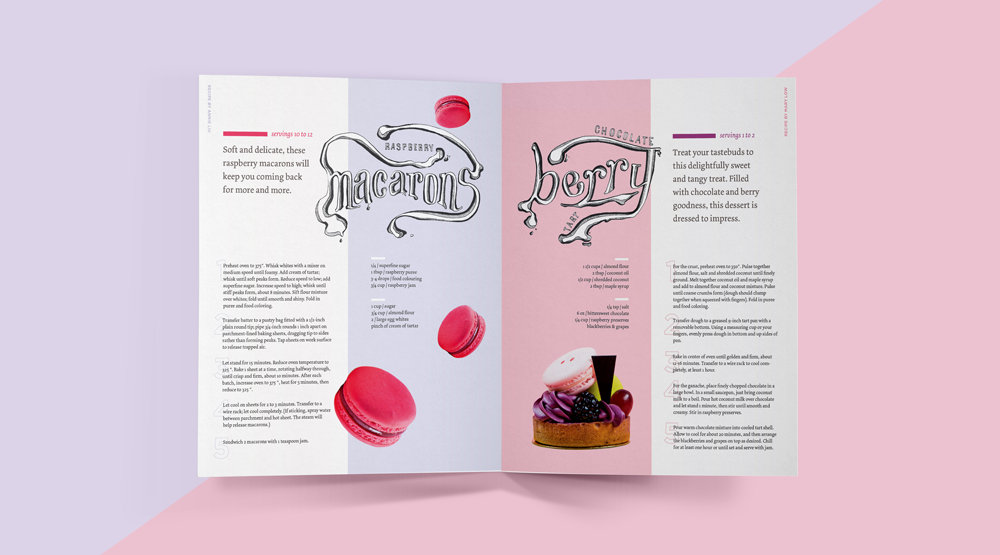 servings 10 to 12
Soft and delicate, these
raspberry macarons will
keep you coming back
for more and more.
RASPBERRY
macarons
1
Preheat oven to 375°. Whisk whites with a mixer on
medium speed until foamy. Add cream of tartar;
whisk until soft peaks form. Reduce speed to low; add
superfine sugar. Increase speed to high; whisk until
stiff peaks form, about 8 minutes. Sift flour mixture
over whites; fold until smooth and shiny. Fold in
puree and food coloring.
Transfer batter to a pastry bag fitted with a 1/2-inch
plain round tip; pipe 3/4-inch rounds 1 inch apart on
parchment-lined baking sheets, dragging tip to sides
rather than forming peaks. Tap sheets on work surface
to release trapped air.
Let stand for 15 minutes. Reduce oven temperature to
325 °. Bake 1 sheet at a time, rotating halfway through,
until crisp and firm, about 10 minutes. After each
batch, increase oven to 375 °, heat for 5 minutes, then
reduce to 325 °.
Let cool on sheets for 2 to 3 minutes. Transfer to a
wire rack; let cool completely. (If sticking, spray water
between parchment and hot sheet. The steam will
help release macarons.)
5
Sandwich 2 macarons with 1 teaspoon jam.
superfine sugar
1 tbsp / raspberry puree
3-4 drops / food colouring
3/4 cup / raspberry jam
1 cup / sugar
3/4 cup / almond flour
2 / large egg whites
pinch of cream of tartar
CHOCOLATE
berry
TART
servings 1 to 2
Treat your tastebuds to
this delightfully sweet
and tangy treat. Filled
with chocolate and berry
goodness, this dessert is
dressed to impress.
1 1/2 cups / almond flour
2 tbsp / coconut oil
1/2 cup / shredded coconut
2 tbsp / maple syrup
1/4 tsp / salt
6 oz / bittersweet chocolate
1/4 cup / raspberry preserves
blackberries & grapes
1
For the crust, preheat oven to 350°. Pulse together
almond flour, salt and shredded coconut until finely
ground. Melt together coconut oil and maple syrup
and add to almond flour and coconut mixture. Pulse
until coarse crumbs form (dough should clump
together when squeezed with fingers). Fold in puree
and food coloring.
2
Transfer dough to a greased 9-inch tart pan with a
removable bottom. Using a measuring cup or your
fingers, evenly press dough in bottom and up sides of
pan.
3
Bake in center of oven until golden and firm, about
12-16 minutes. Transfer to a wire rack to cool com-
pletely, at least 1 hour.
4
For the ganache, place finely chopped chocolate in a
large bowl. In a small saucepan, just bring coconut
milk to a boil. Pour hot coconut milk over chocolate
and let stand 1 minute, then stir until smooth and
creamy. Mix in raspberry preserves.
5
Pour warm chocolate mixture into cooled tart shell.
Allow to cool for about 20 minutes, and then arrange
the blackberries and grapes on top as desired. Chill
for at least one hour or until set and serve with jam.